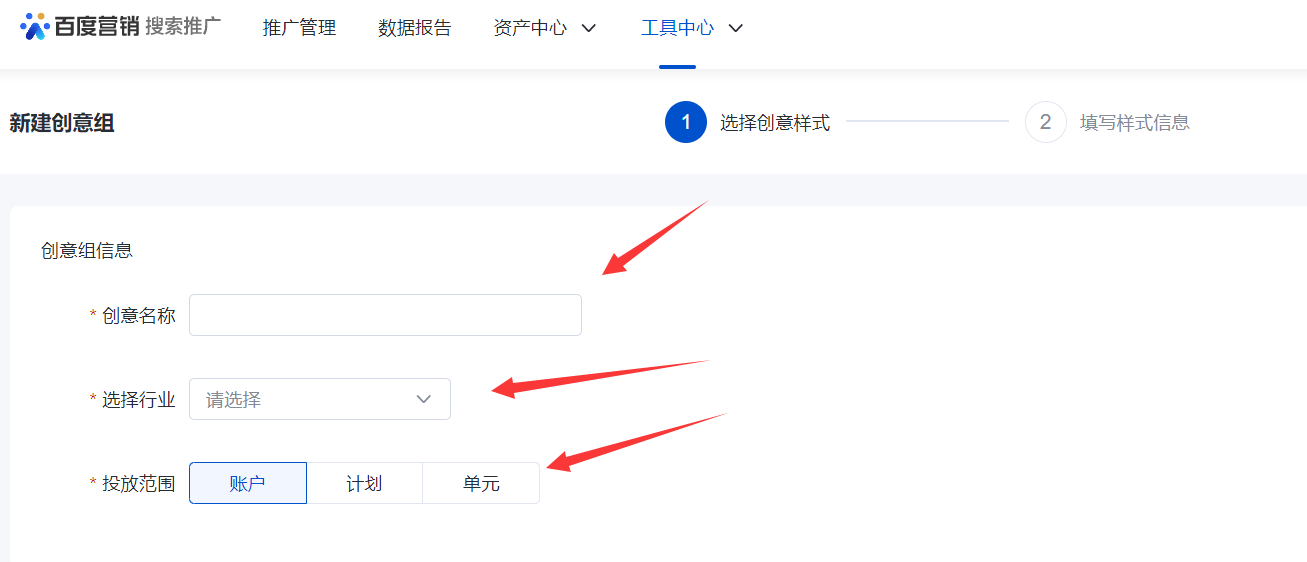 百度营销 搜索推广 推广管理 数据报告 资产中心 工具中心
新建创意组 1 选择创意样式 2 填写样式信息
创意组信息
* 创意名称
* 选择行业 请选择
* 投放范围 账户 计划 单元